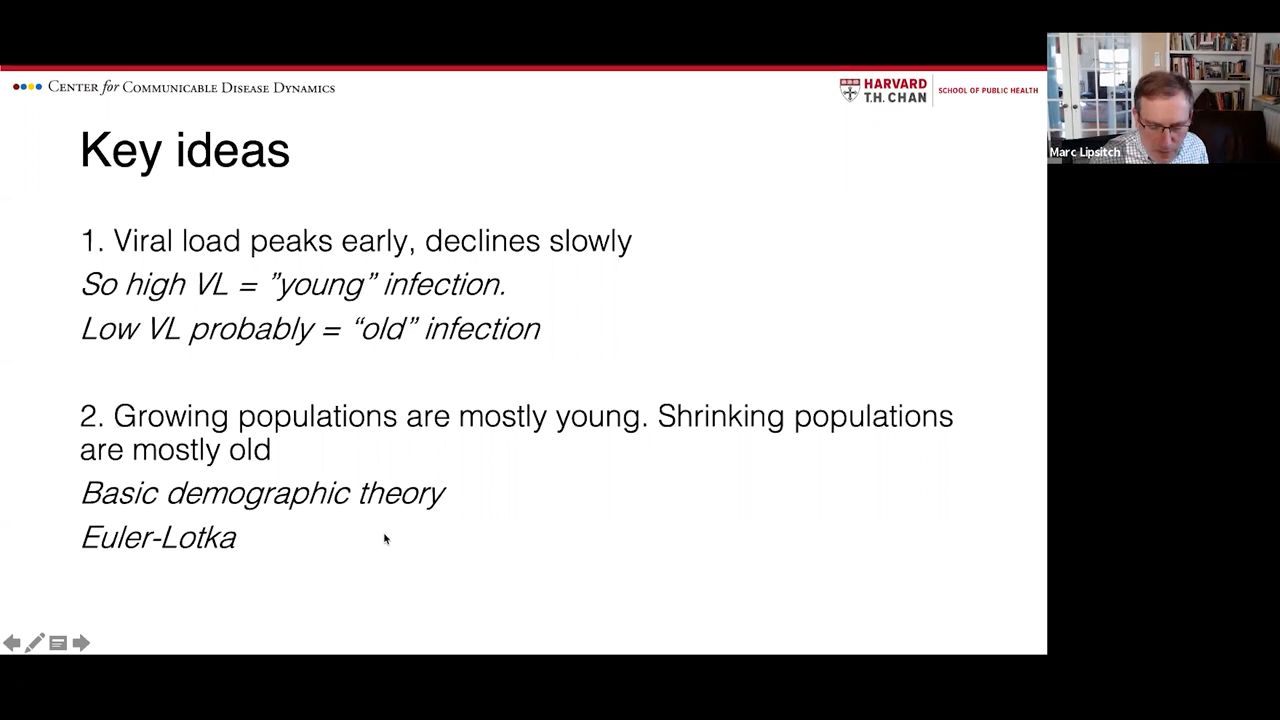 CENTER for COMMUNICABLE DISEASE DYNAMICS
HARVARD
T.H. CHAN
SCHOOL OF PUBLIC HEALTH
Marc Lipsitch
Key ideas
1. Viral load peaks early, declines slowly
So high VL = ”young” infection.
Low VL probably = “old” infection
2. Growing populations are mostly young. Shrinking populations
are mostly old
Basic demographic theory
Euler-Lotka